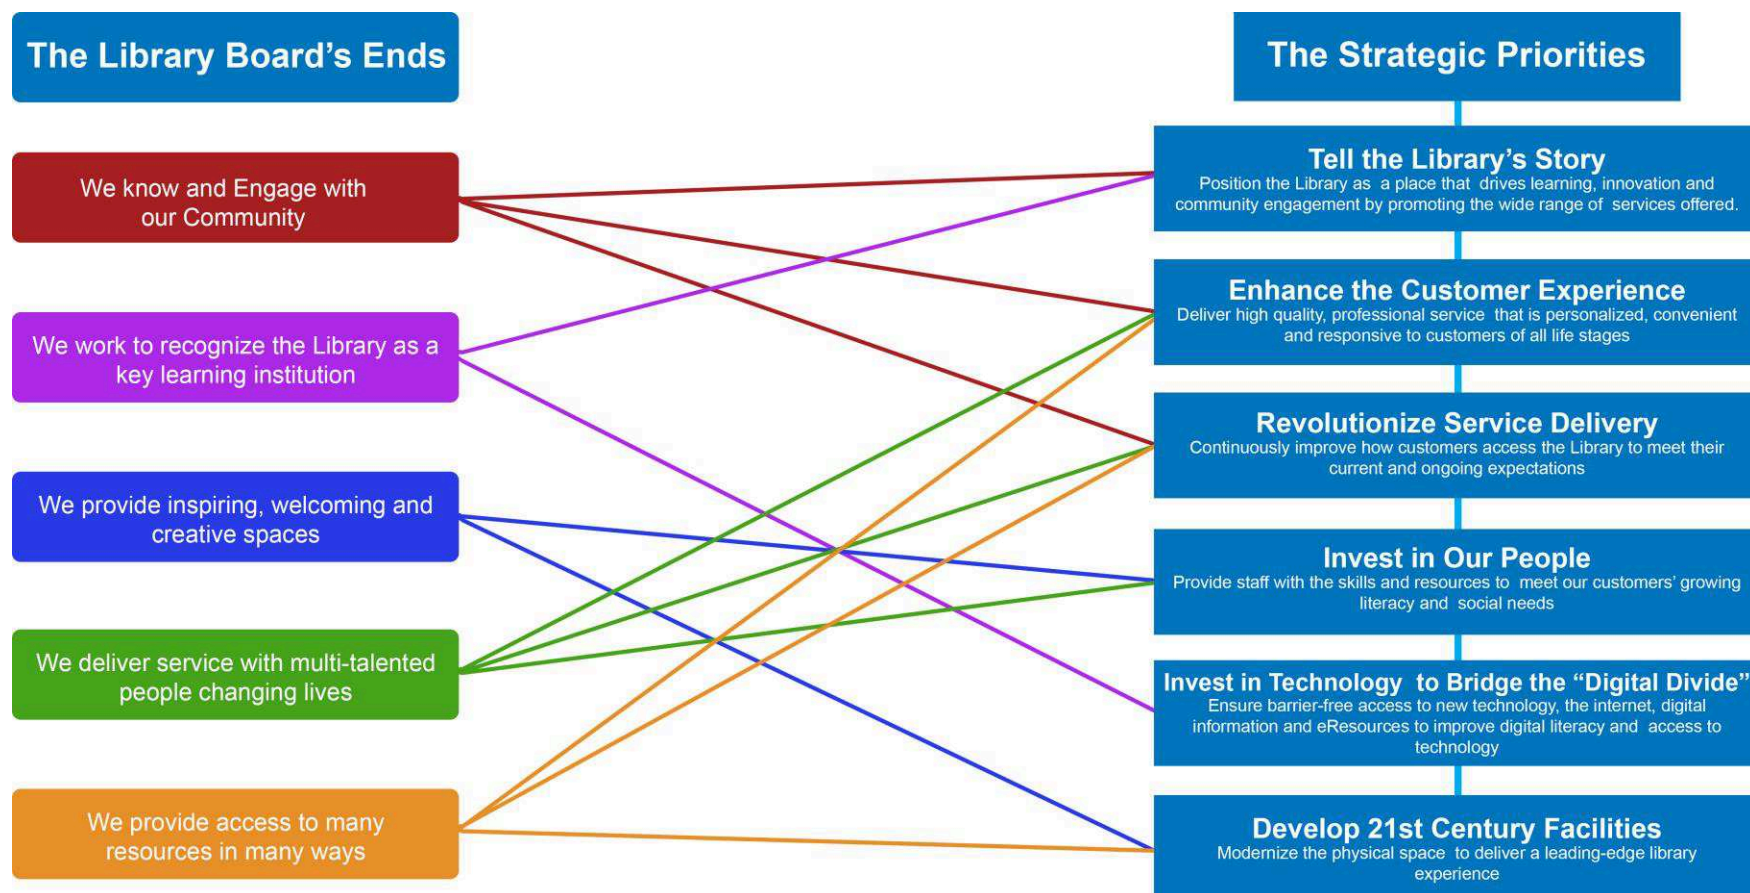 The Library Board’s Ends
We know and Engage with
our Community
We work to recognize the Library as a
key learning institution
We provide inspiring, welcoming and
creative spaces
We deliver service with multi-talented
people changing lives
We provide access to many
resources in many ways
The Strategic Priorities
Tell the Library’s Story
Position the Library as a place that drives learning, innovation and
community engagement by promoting the wide range of services offered.
Enhance the Customer Experience
Deliver high quality, professional service that is personalized, convenient
and responsive to customers of all life stages
Revolutionize Service Delivery
Continuously improve how customers access the Library to meet their
current and ongoing expectations
Invest in Our People
Provide staff with the skills and resources to meet our customers’ growing
literacy and social needs
Invest in Technology to Bridge the “Digital Divide”
Ensure barrier-free access to new technology, the internet, digital
information and eResources to improve digital literacy and access to
technology
Develop 21st Century Facilities
Modernize the physical space to deliver a leading-edge library
experience